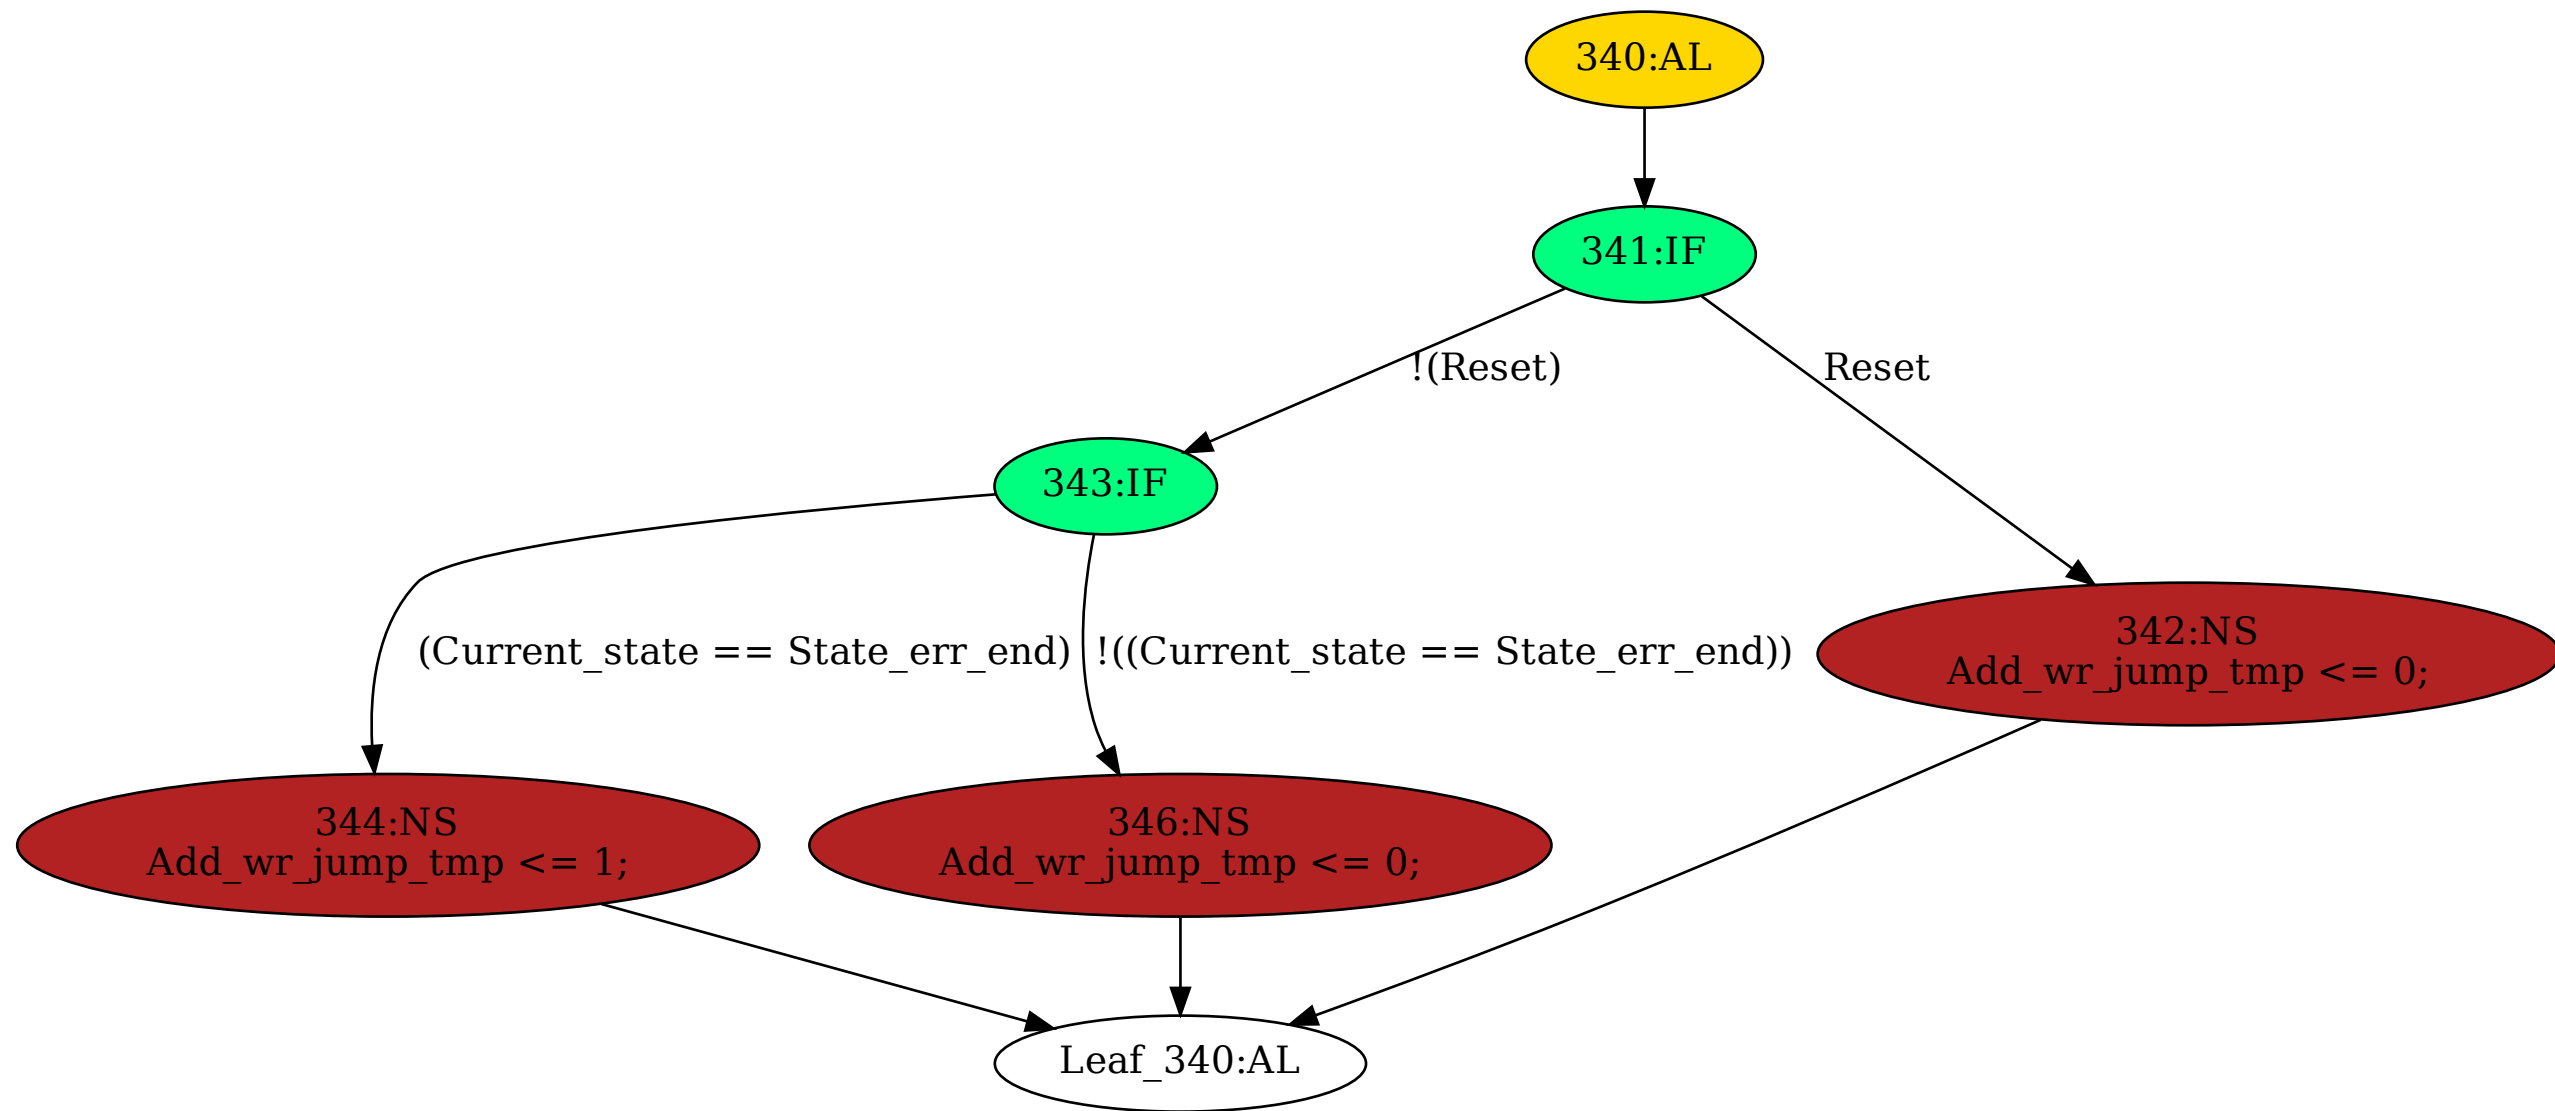 340:AL
341:IF
!(Reset)
Reset
343:IF
(Current_state == State_err_end)
!((Current_state == State_err_end))
342:NS
Add_wr_jump_tmp <= 0;
344:NS
Add_wr_jump_tmp <= 1;
346:NS
Add_wr_jump_tmp <= 0;
Leaf_340:AL